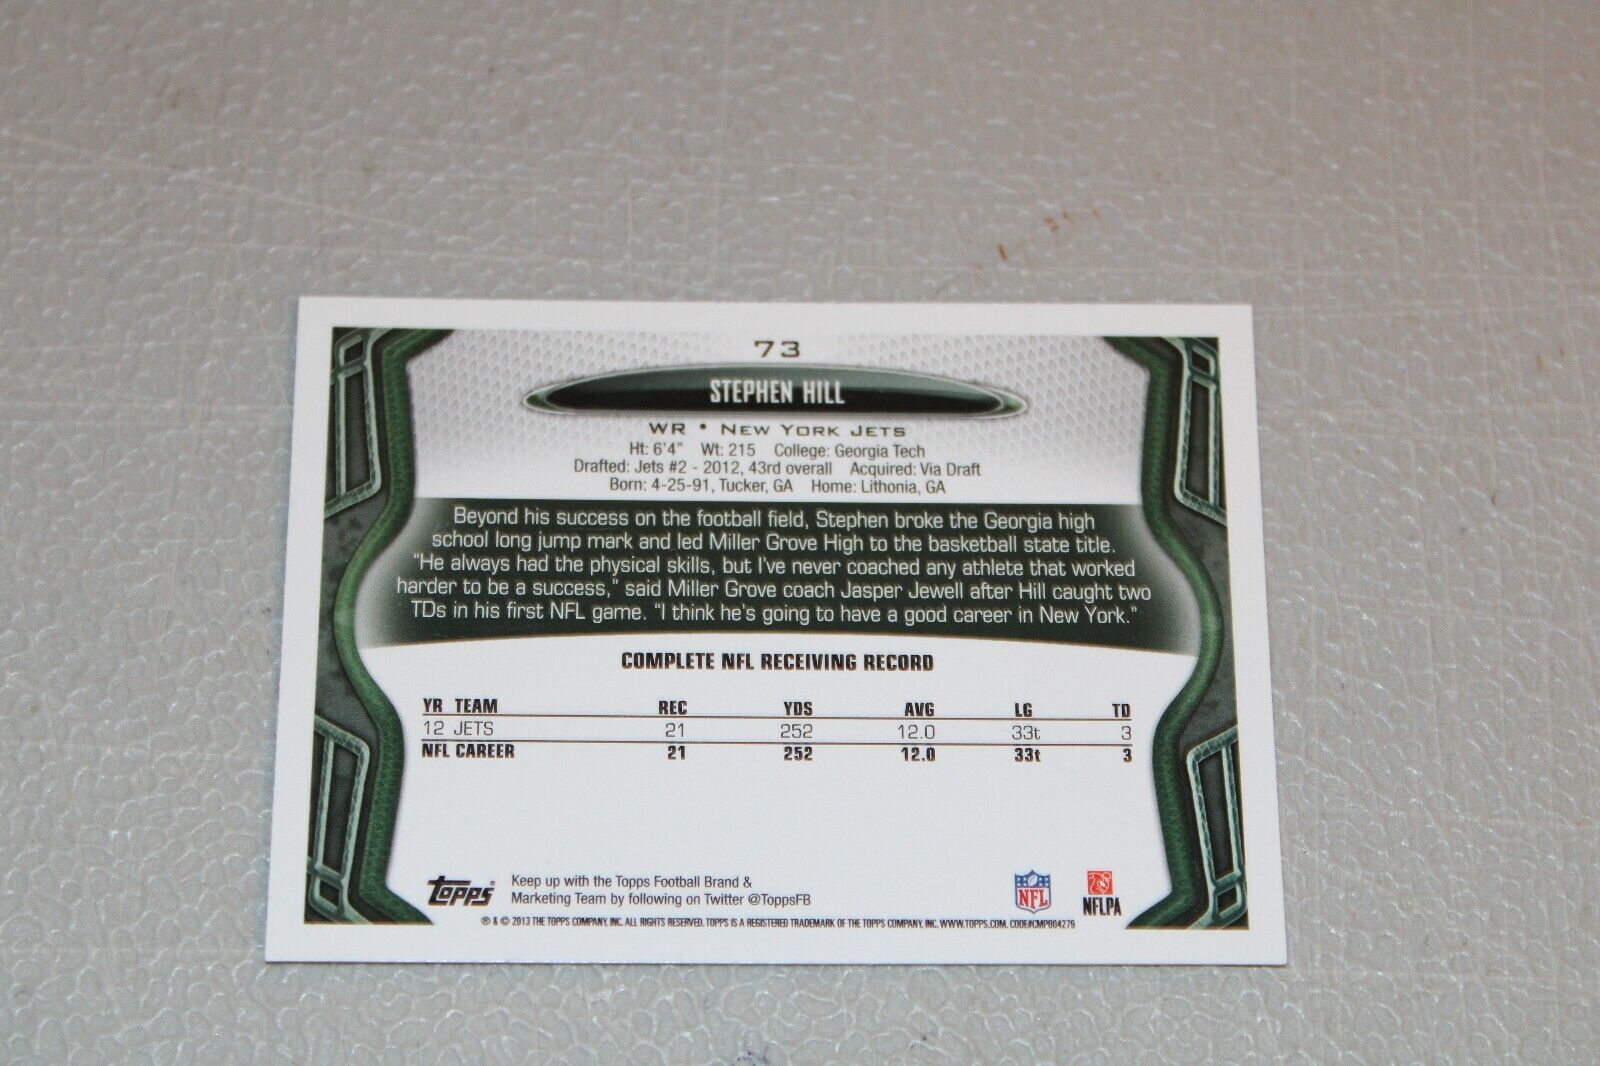 73
STEPHEN HILL
WR • NEW YORK JETS
Ht: 6'4" Wt: 215 College: Georgia Tech
Drafted: Jets #2 - 2012, 43rd overall Acquired: Via Draft
Born: 4-25-91, Tucker, GA Home: Lithonia, GA
Beyond his success on the football field, Stephen broke the Georgia high
school long jump mark and led Miller Grove High to the basketball state title.
"He always had the physical skills, but I've never coached any athlete that worked
harder to be a success," said Miller Grove coach Jasper Jewell after Hill caught two
TDs in his first NFL game. "I think he's going to have a good career in New York."
COMPLETE NFL RECEIVING RECORD
YR TEAM REC YDS AVG LG TD
12 JETS 21 252 12.0 33t 3
NFL CAREER 21 252 12.0 33t 3
Topps® Keep up with the Topps Football Brand &
Marketing Team by following on Twitter @ToppsFB
NFL NFLPA
® & © 2013 THE TOPPS COMPANY, INC. ALL RIGHTS RESERVED. TOPPS IS A REGISTERED TRADEMARK OF THE TOPPS COMPANY, INC. WWW.TOPPS.COM. CODE#CMP004279